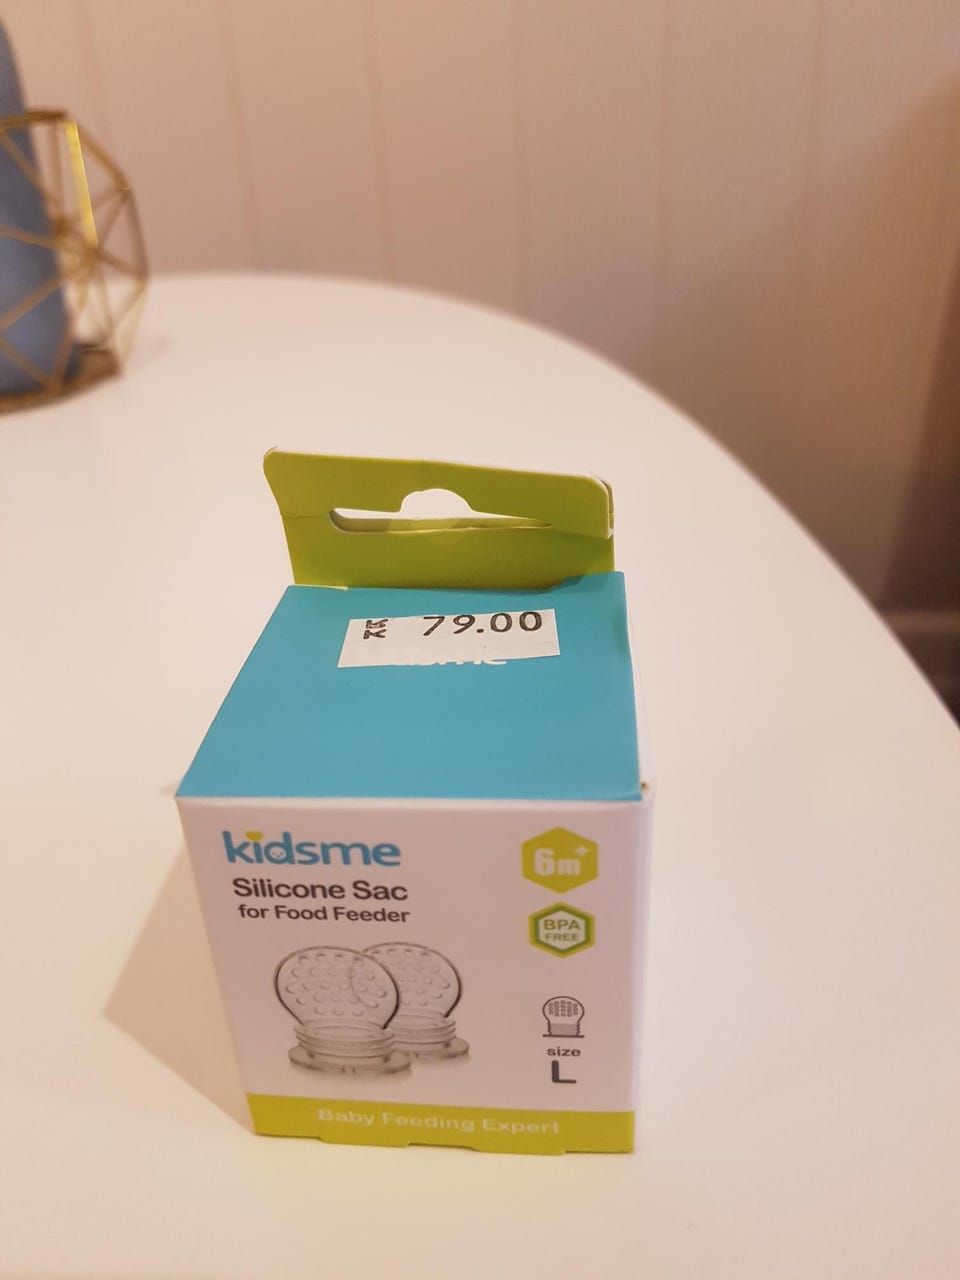 79.00
kidsme
Silicone Sac
for Food Feeder
6m+
BPA
FREE
size
L
Baby Feeding Expert